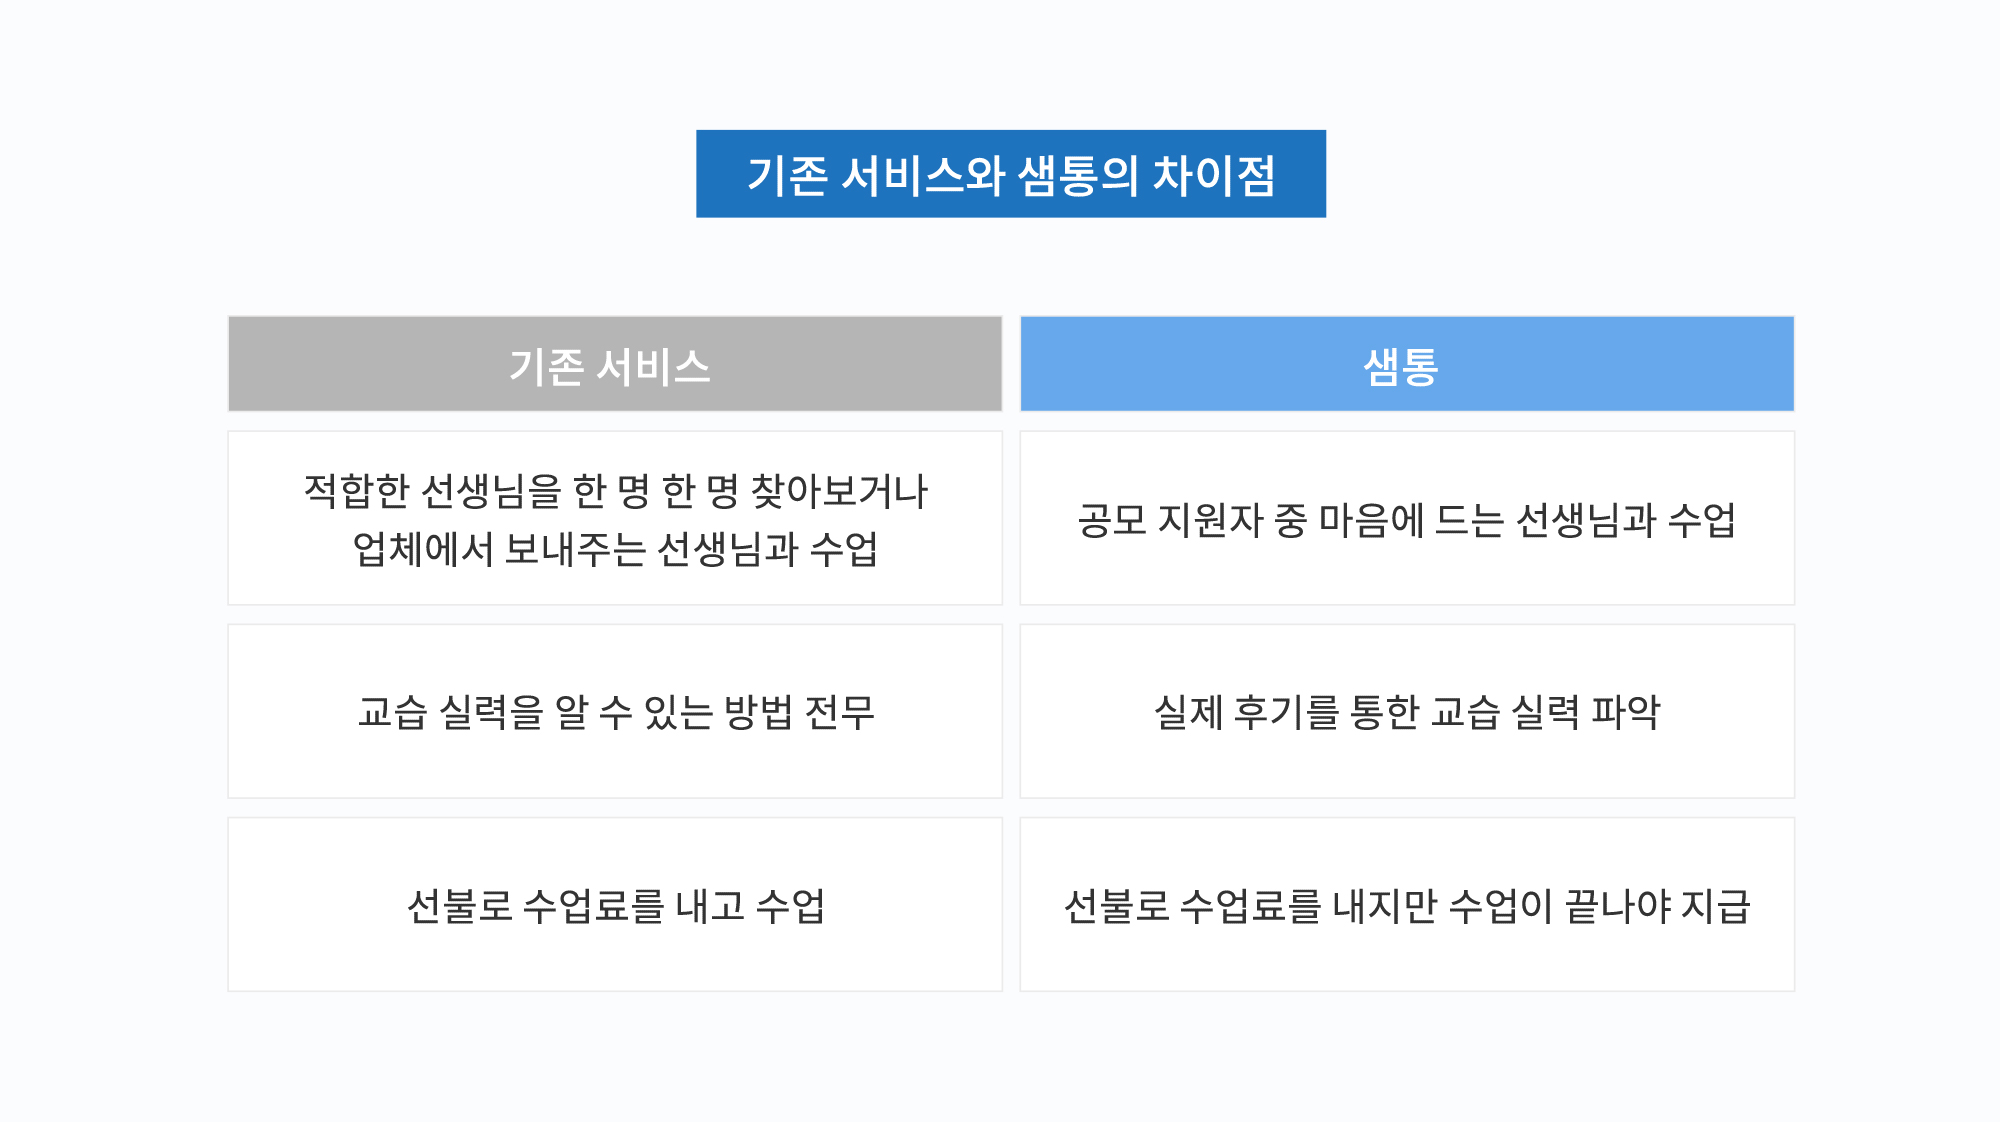 기존 서비스와 샘통의 차이점
기존 서비스
샘통
적합한 선생님을 한 명 한 명 찾아보거나
업체에서 보내주는 선생님과 수업
공모 지원자 중 마음에 드는 선생님과 수업
교습 실력을 알 수 있는 방법 전무
실제 후기를 통한 교습 실력 파악
선불로 수업료를 내고 수업
선불로 수업료를 내지만 수업이 끝나야 지급